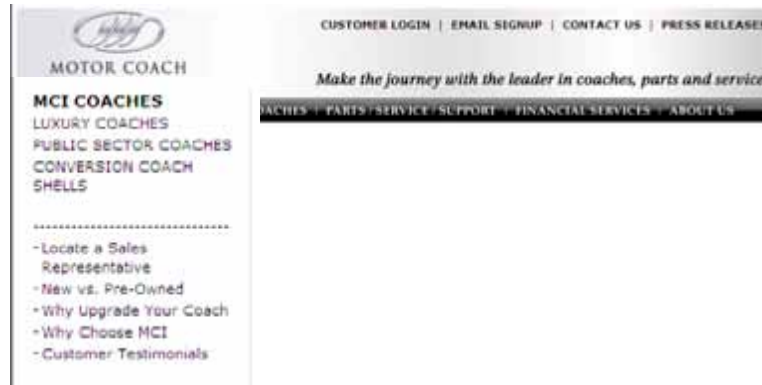 CUSTOMER LOGIN | EMAIL SIGNUP | CONTACT US | PRESS RELEASES
MOTOR COACH
Make the journey with the leader in coaches, parts and service
MCI COACHES
OACHES | PARTS / SERVICE / SUPPORT | FINANCIAL SERVICES | ABOUT US
LUXURY COACHES
PUBLIC SECTOR COACHES
CONVERSION COACH
SHELLS
-Locate a Sales
Representative
-New vs. Pre-Owned
-Why Upgrade Your Coach
-Why Choose MCI
-Customer Testimonials